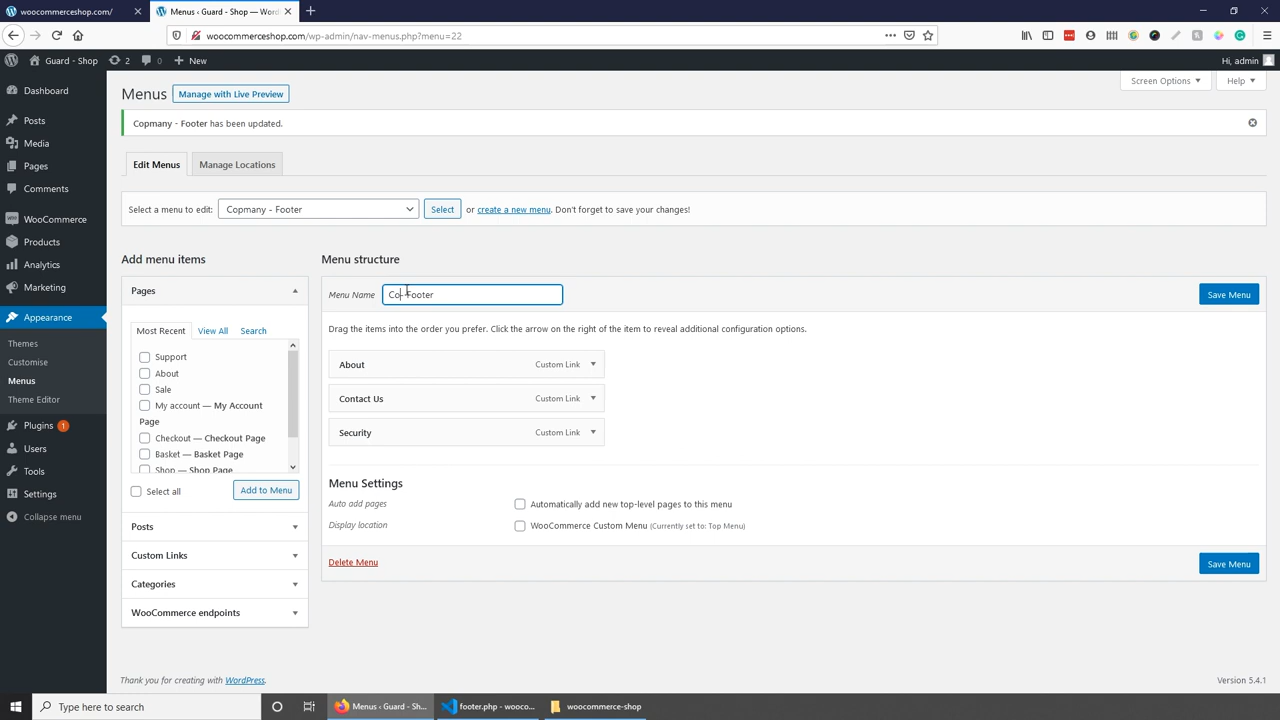 woocommerceshop.com/
Menus ‹ Guard - Shop — Word
woocommerceshop.com/wp-admin/nav-menus.php?menu=22
Guard - Shop
2
0
New
Hi, admin
Dashboard
Posts
Media
Pages
Comments
WooCommerce
Products
Analytics
Marketing
Appearance
Themes
Customise
Menus
Theme Editor
Plugins 1
Users
Tools
Settings
Collapse menu
Screen Options
Help
Menus
Manage with Live Preview
Copmany - Footer has been updated.
Edit Menus
Manage Locations
Select a menu to edit: Copmany - Footer Select or create a new menu. Don't forget to save your changes!
Add menu items
Pages
Most Recent View All Search
Support
About
Sale
My account — My Account
Page
Checkout — Checkout Page
Basket — Basket Page
Shop — Shop Page
Select all
Add to Menu
Posts
Custom Links
Categories
WooCommerce endpoints
Menu structure
Menu Name Co- Footer
Save Menu
Drag the items into the order you prefer. Click the arrow on the right of the item to reveal additional configuration options.
About Custom Link
Contact Us Custom Link
Security Custom Link
Menu Settings
Auto add pages Automatically add new top-level pages to this menu
Display location WooCommerce Custom Menu (Currently set to: Top Menu)
Delete Menu
Save Menu
Thank you for creating with WordPress.
Version 5.4.1
Type here to search
Menus ‹ Guard - Sh...
footer.php - wooco...
woocommerce-shop